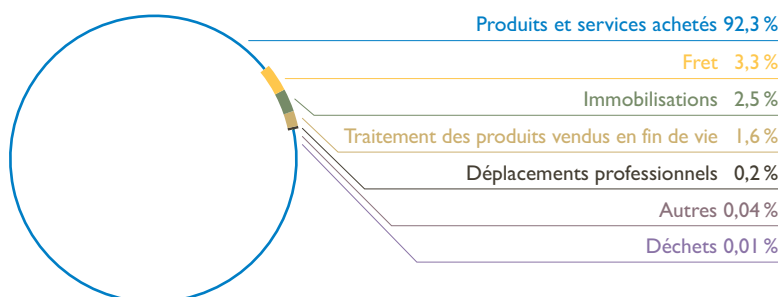 Produits et services achetés 92,3 %
Fret 3,3 %
Immobilisations 2,5 %
Traitement des produits vendus en fin de vie 1,6 %
Déplacements professionnels 0,2 %
Autres 0,04 %
Déchets 0,01 %